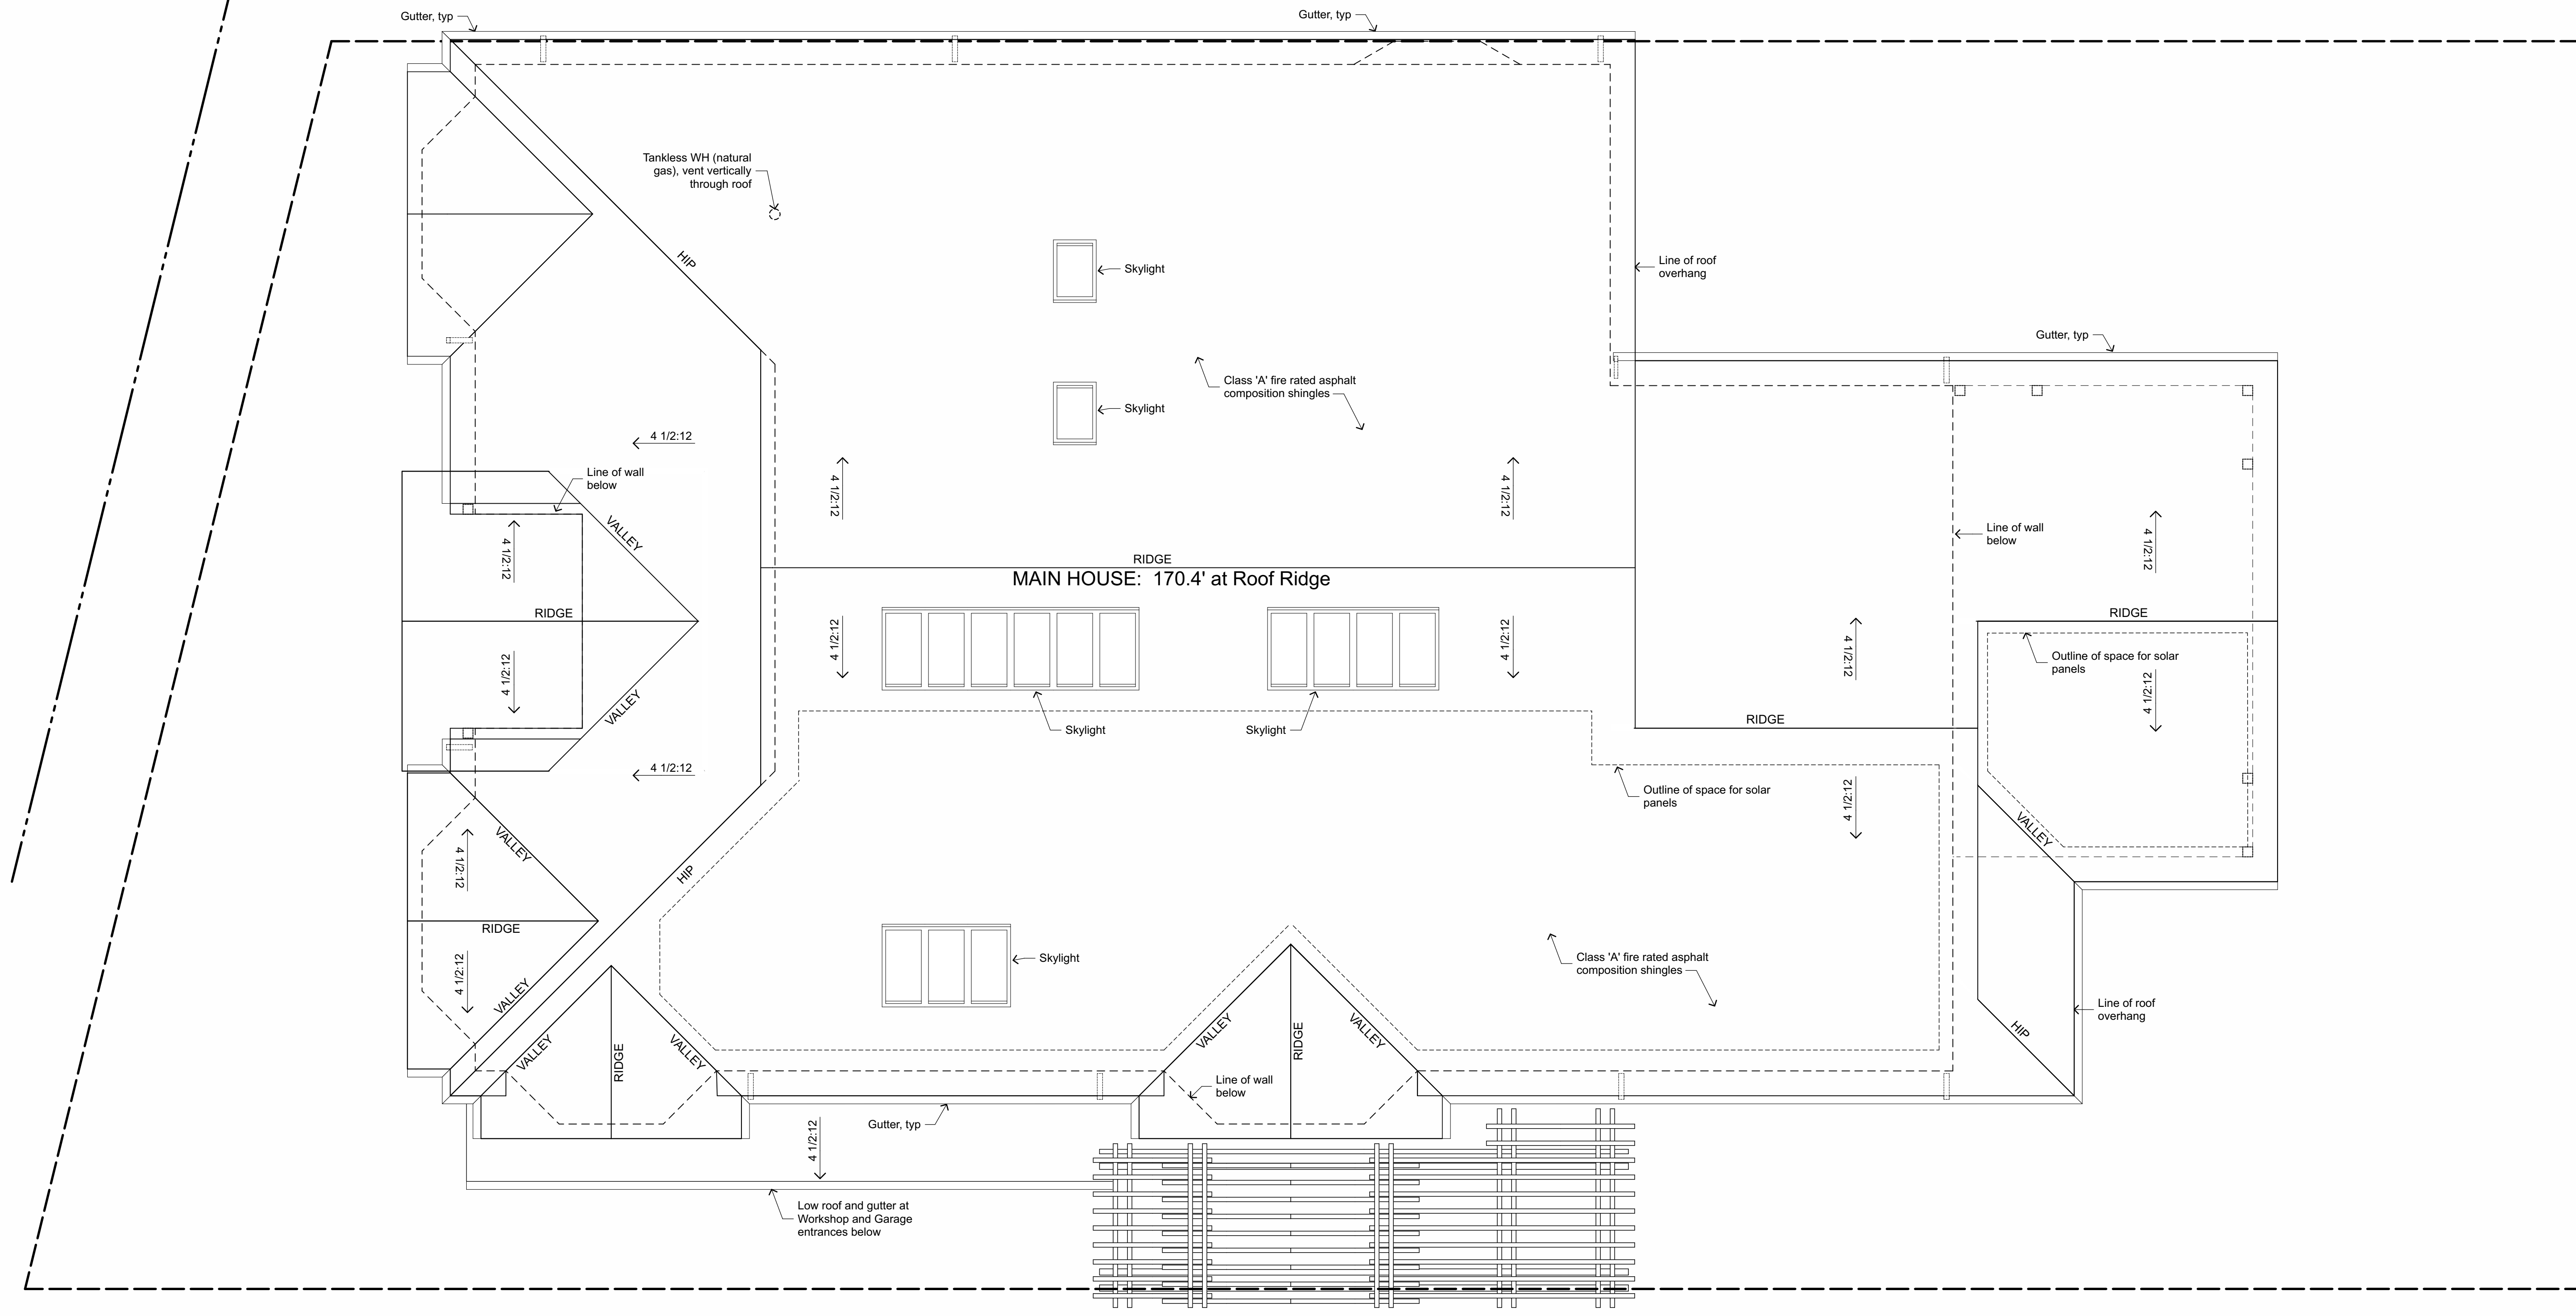 Gutter, typ
Gutter, typ
Tankless WH (natural
gas), vent vertically
through roof
HIP
Skylight
Line of roof
overhang
Gutter, typ
Class 'A' fire rated asphalt
composition shingles
Skylight
4 1/2:12
Line of wall
below
4 1/2:12
4 1/2:12
VALLEY
4 1/2:12
Line of wall
below
4 1/2:12
RIDGE
MAIN HOUSE:  170.4' at Roof Ridge
RIDGE
RIDGE
4 1/2:12
4 1/2:12
4 1/2:12
4 1/2:12
Outline of space for solar
panels
4 1/2:12
4 1/2:12
VALLEY
RIDGE
Skylight
Skylight
4 1/2:12
Outline of space for solar
panels
4 1/2:12
VALLEY
VALLEY
4 1/2:12
HIP
RIDGE
4 1/2:12
VALLEY
Skylight
Class 'A' fire rated asphalt
composition shingles
Line of roof
overhang
VALLEY
RIDGE
VALLEY
VALLEY
RIDGE
VALLEY
HIP
Line of wall
below
Gutter, typ
4 1/2:12
Low roof and gutter at
Workshop and Garage
entrances below